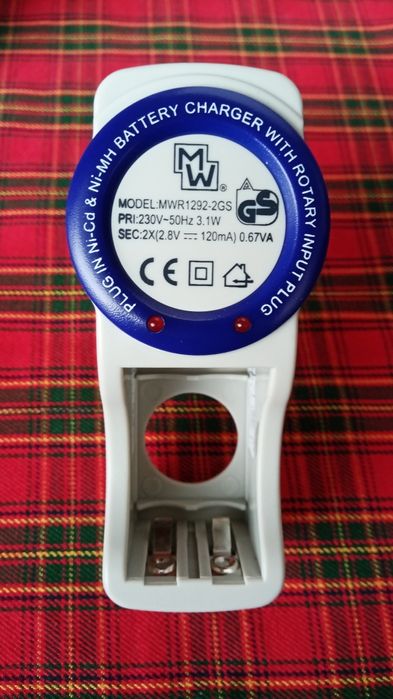 PLUG IN Ni-Cd & Ni-MH BATTERY CHARGER WITH ROTARY INPUT PLUG
MW®
GS
MODEL:MWR1292-2GS
PRI:230V~50Hz 3.1W
SEC:2X(2.8V ⎓ 120mA) 0.67VA
CE